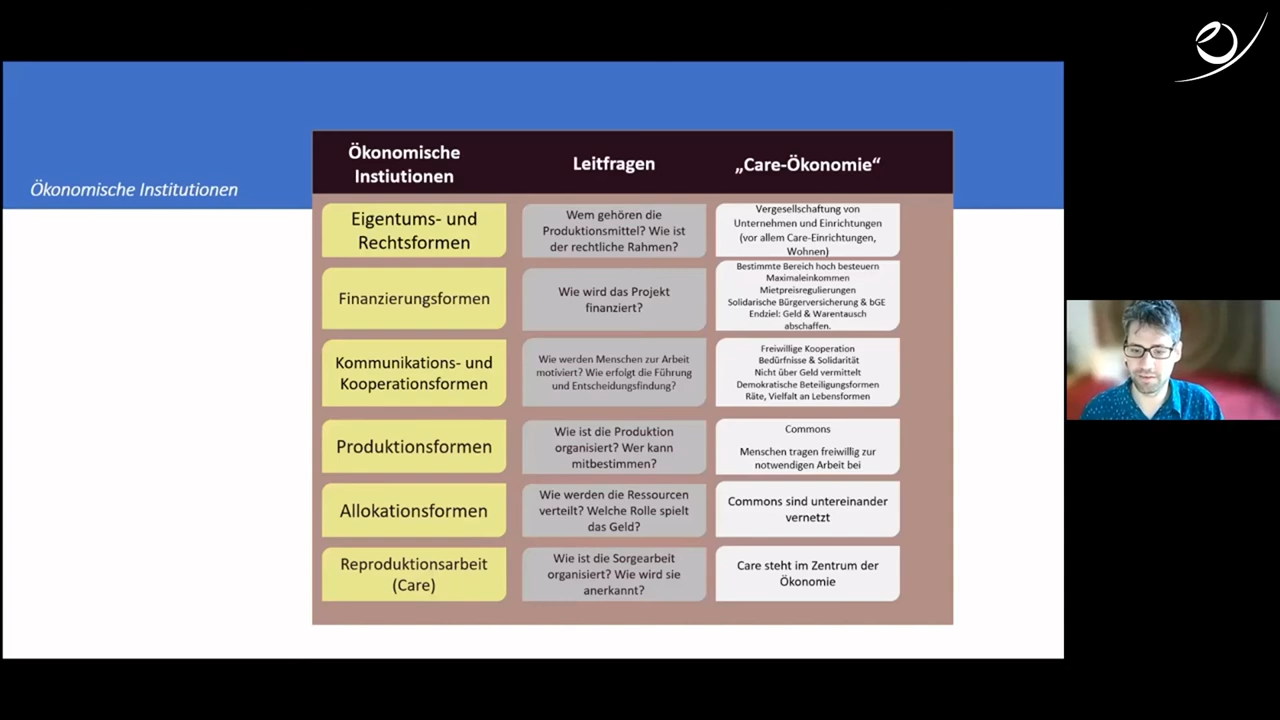 Ökonomische Institutionen
Ökonomische
Instiutionen
Leitfragen
„Care-Ökonomie“
Eigentums- und
Rechtsformen
Wem gehören die
Produktionsmittel? Wie ist
der rechtliche Rahmen?
Vergesellschaftung von
Unternehmen und Einrichtungen
(vor allem Care-Einrichtungen,
Wohnen)
Finanzierungsformen
Wie wird das Projekt
finanziert?
Bestimmte Bereich hoch besteuern
Maximaleinkommen
Mietpreisregulierungen
Solidarische Bürgerversicherung & bGE
Endziel: Geld & Warentausch
abschaffen.
Kommunikations- und
Kooperationsformen
Wie werden Menschen zur Arbeit
motiviert? Wie erfolgt die Führung
und Entscheidungsfindung?
Freiwillige Kooperation
Bedürfnisse & Solidarität
Nicht über Geld vermittelt
Demokratische Beteiligungsformen
Räte, Vielfalt an Lebensformen
Produktionsformen
Wie ist die Produktion
organisiert? Wer kann
mitbestimmen?
Commons
Menschen tragen freiwillig zur
notwendigen Arbeit bei
Allokationsformen
Wie werden die Ressourcen
verteilt? Welche Rolle spielt
das Geld?
Commons sind untereinander
vernetzt
Reproduktionsarbeit
(Care)
Wie ist die Sorgearbeit
organisiert? Wie wird sie
anerkannt?
Care steht im Zentrum der
Ökonomie